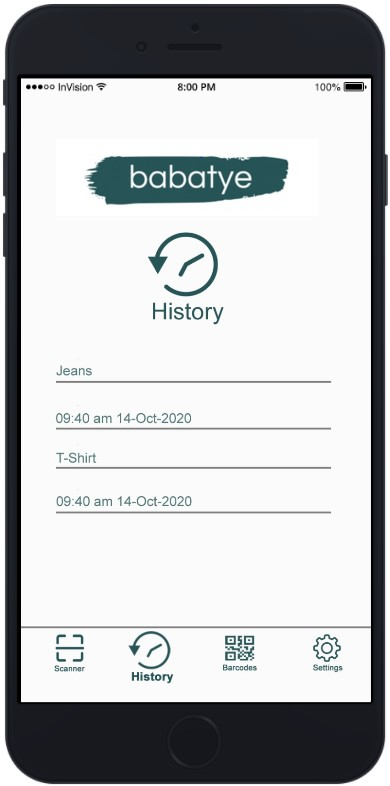 ●●●○○ InVision 8:00 PM 100%
babatye
History
Jeans
09:40 am 14-Oct-2020
T-Shirt
09:40 am 14-Oct-2020
Scanner History Barcodes Settings